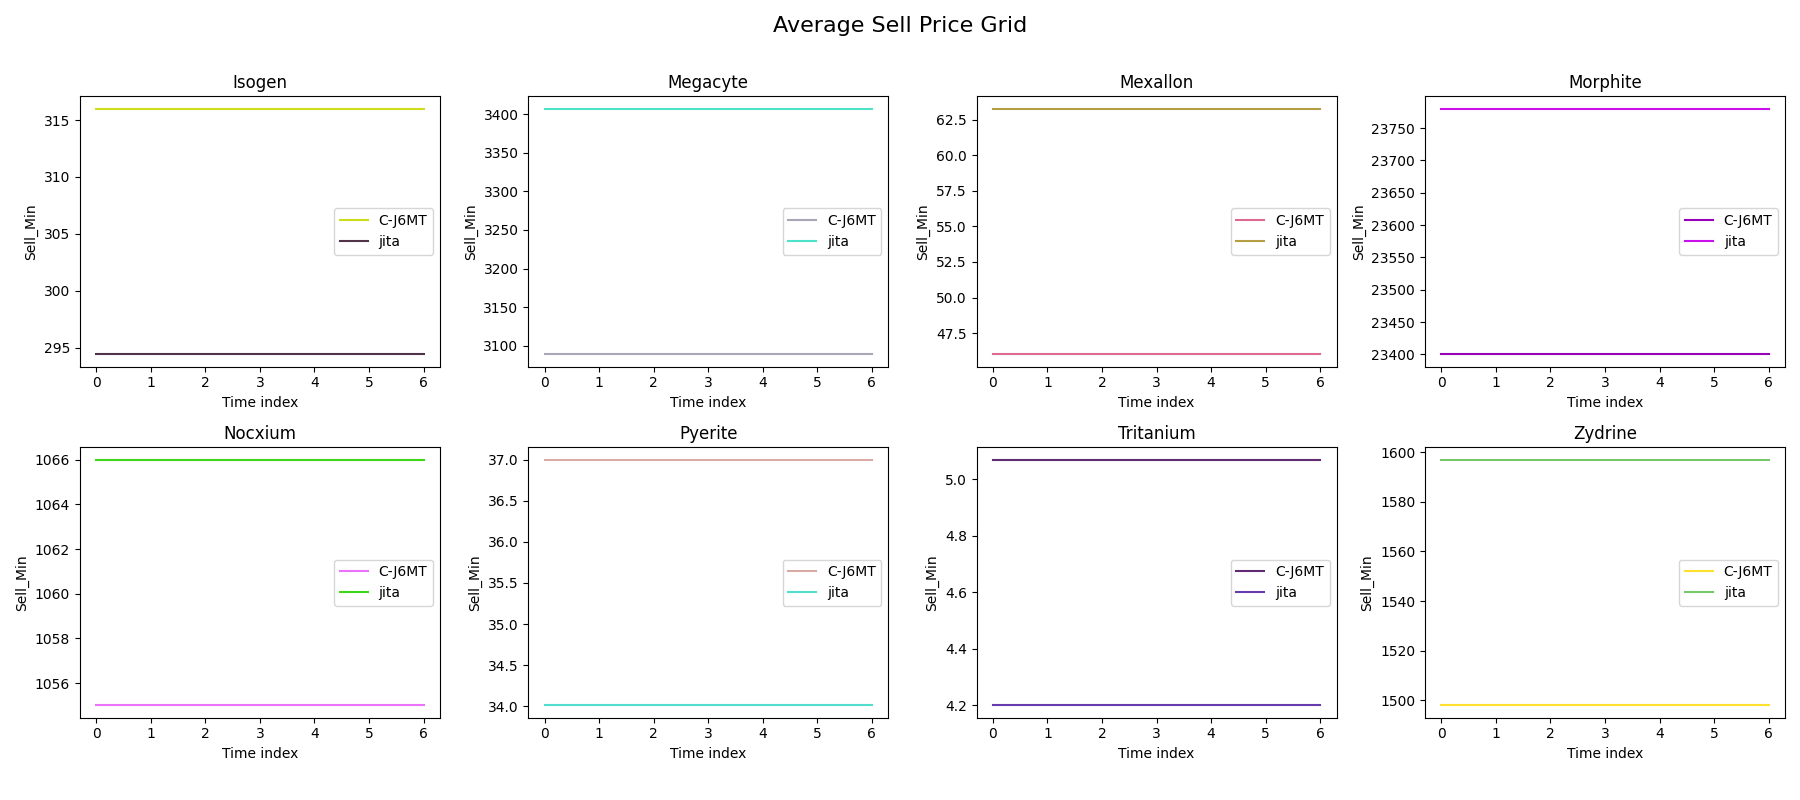 Average Sell Price Grid
Isogen
315
310
305
300
295
Sell_Min
C-J6MT
jita
0 1 2 3 4 5 6
Time index
Megacyte
3400
3350
3300
3250
3200
3150
3100
Sell_Min
C-J6MT
jita
0 1 2 3 4 5 6
Time index
Mexallon
62.5
60.0
57.5
55.0
52.5
50.0
47.5
Sell_Min
C-J6MT
jita
0 1 2 3 4 5 6
Time index
Morphite
23750
23700
23650
23600
23550
23500
23450
23400
Sell_Min
C-J6MT
jita
0 1 2 3 4 5 6
Time index
Nocxium
1066
1064
1062
1060
1058
1056
Sell_Min
C-J6MT
jita
0 1 2 3 4 5 6
Time index
Pyerite
37.0
36.5
36.0
35.5
35.0
34.5
34.0
Sell_Min
C-J6MT
jita
0 1 2 3 4 5 6
Time index
Tritanium
5.0
4.8
4.6
4.4
4.2
Sell_Min
C-J6MT
jita
0 1 2 3 4 5 6
Time index
Zydrine
1600
1580
1560
1540
1520
1500
Sell_Min
C-J6MT
jita
0 1 2 3 4 5 6
Time index